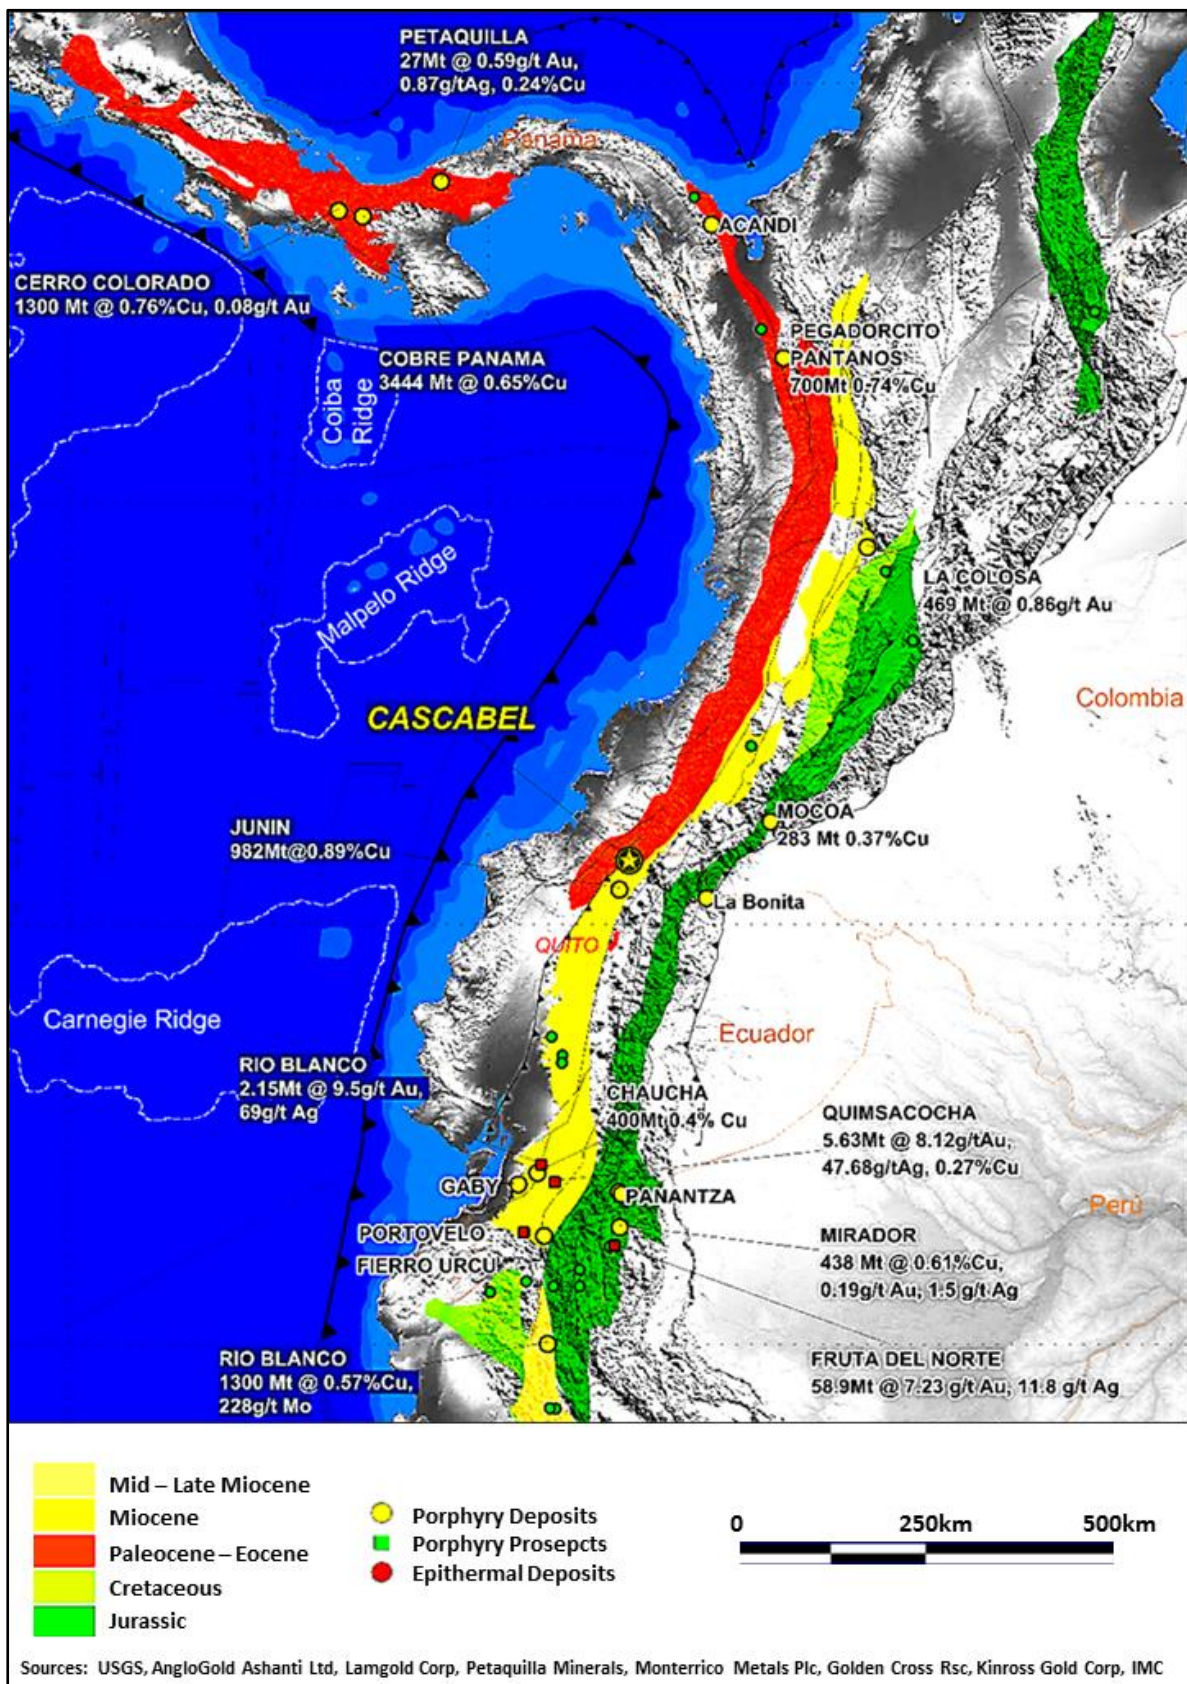 PETAQUILLA
27Mt @ 0.59g/t Au,
0.87g/tAg, 0.24%Cu
Panama
ACANDI
CERRO COLORADO
1300 Mt @ 0.76%Cu, 0.08g/t Au
PEGADORCITO
PANTANOS
700Mt 0.74%Cu
COBRE PANAMA
3444 Mt @ 0.65%Cu
Coiba
Ridge
Malpelo Ridge
LA COLOSA
469 Mt @ 0.86g/t Au
Colombia
CASCABEL
JUNIN
982Mt@0.89%Cu
MOCOA
283 Mt 0.37%Cu
La Bonita
QUITO
Carnegie Ridge
Ecuador
RIO BLANCO
2.15Mt @ 9.5g/t Au,
69g/t Ag
CHAUCHA
400Mt 0.4% Cu
QUIMSACOCHA
5.63Mt @ 8.12g/tAu,
47.68g/tAg, 0.27%Cu
GABY
PANANTZA
Perú
PORTOVELO
MIRADOR
438 Mt @ 0.61%Cu,
0.19g/t Au, 1.5 g/t Ag
FIERRO URCU
RIO BLANCO
1300 Mt @ 0.57%Cu,
228g/t Mo
FRUTA DEL NORTE
58.9Mt @ 7.23 g/t Au, 11.8 g/t Ag
Mid – Late Miocene
Miocene
Paleocene – Eocene
Cretaceous
Jurassic
Porphyry Deposits
Porphyry Prosepcts
Epithermal Deposits
0 250km 500km
Sources: USGS, AngloGold Ashanti Ltd, Lamgold Corp, Petaquilla Minerals, Monterrico Metals Plc, Golden Cross Rsc, Kinross Gold Corp, IMC